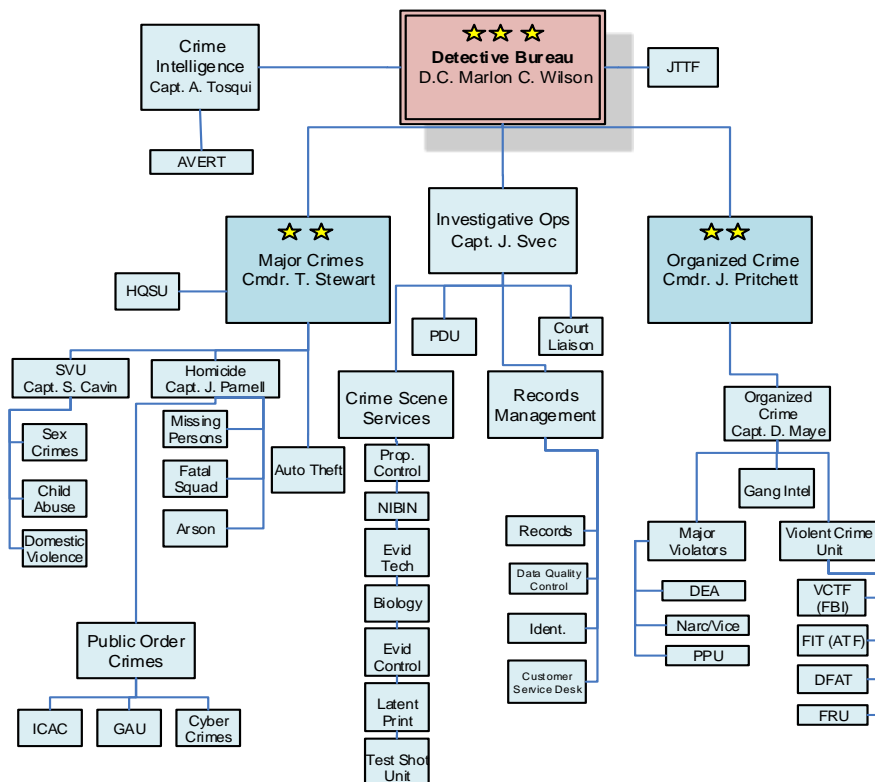 Crime
Intelligence
Capt. A. Tosqui
Detective Bureau
D.C. Marlon C. Wilson
JTTF
AVERT
Investigative Ops
Capt. J. Svec
Major Crimes
Cmdr. T. Stewart
Organized Crime
Cmdr. J. Pritchett
HQSU
PDU
Court
Liaison
SVU
Capt. S. Cavin
Homicide
Capt. J. Parnell
Crime Scene
Services
Records
Management
Organized
Crime
Capt. D. Maye
Sex
Crimes
Child
Abuse
Domestic
Violence
Missing
Persons
Fatal
Squad
Arson
Auto Theft
Prop.
Control
NIBIN
Evid
Tech
Biology
Evid
Control
Latent
Print
Test Shot
Unit
Records
Data Quality
Control
Ident.
Customer
Service Desk
Gang Intel
Major
Violators
Violent Crime
Unit
DEA
Narc/Vice
PPU
VCTF
(FBI)
FIT (ATF)
DFAT
FRU
Public Order
Crimes
ICAC
GAU
Cyber
Crimes